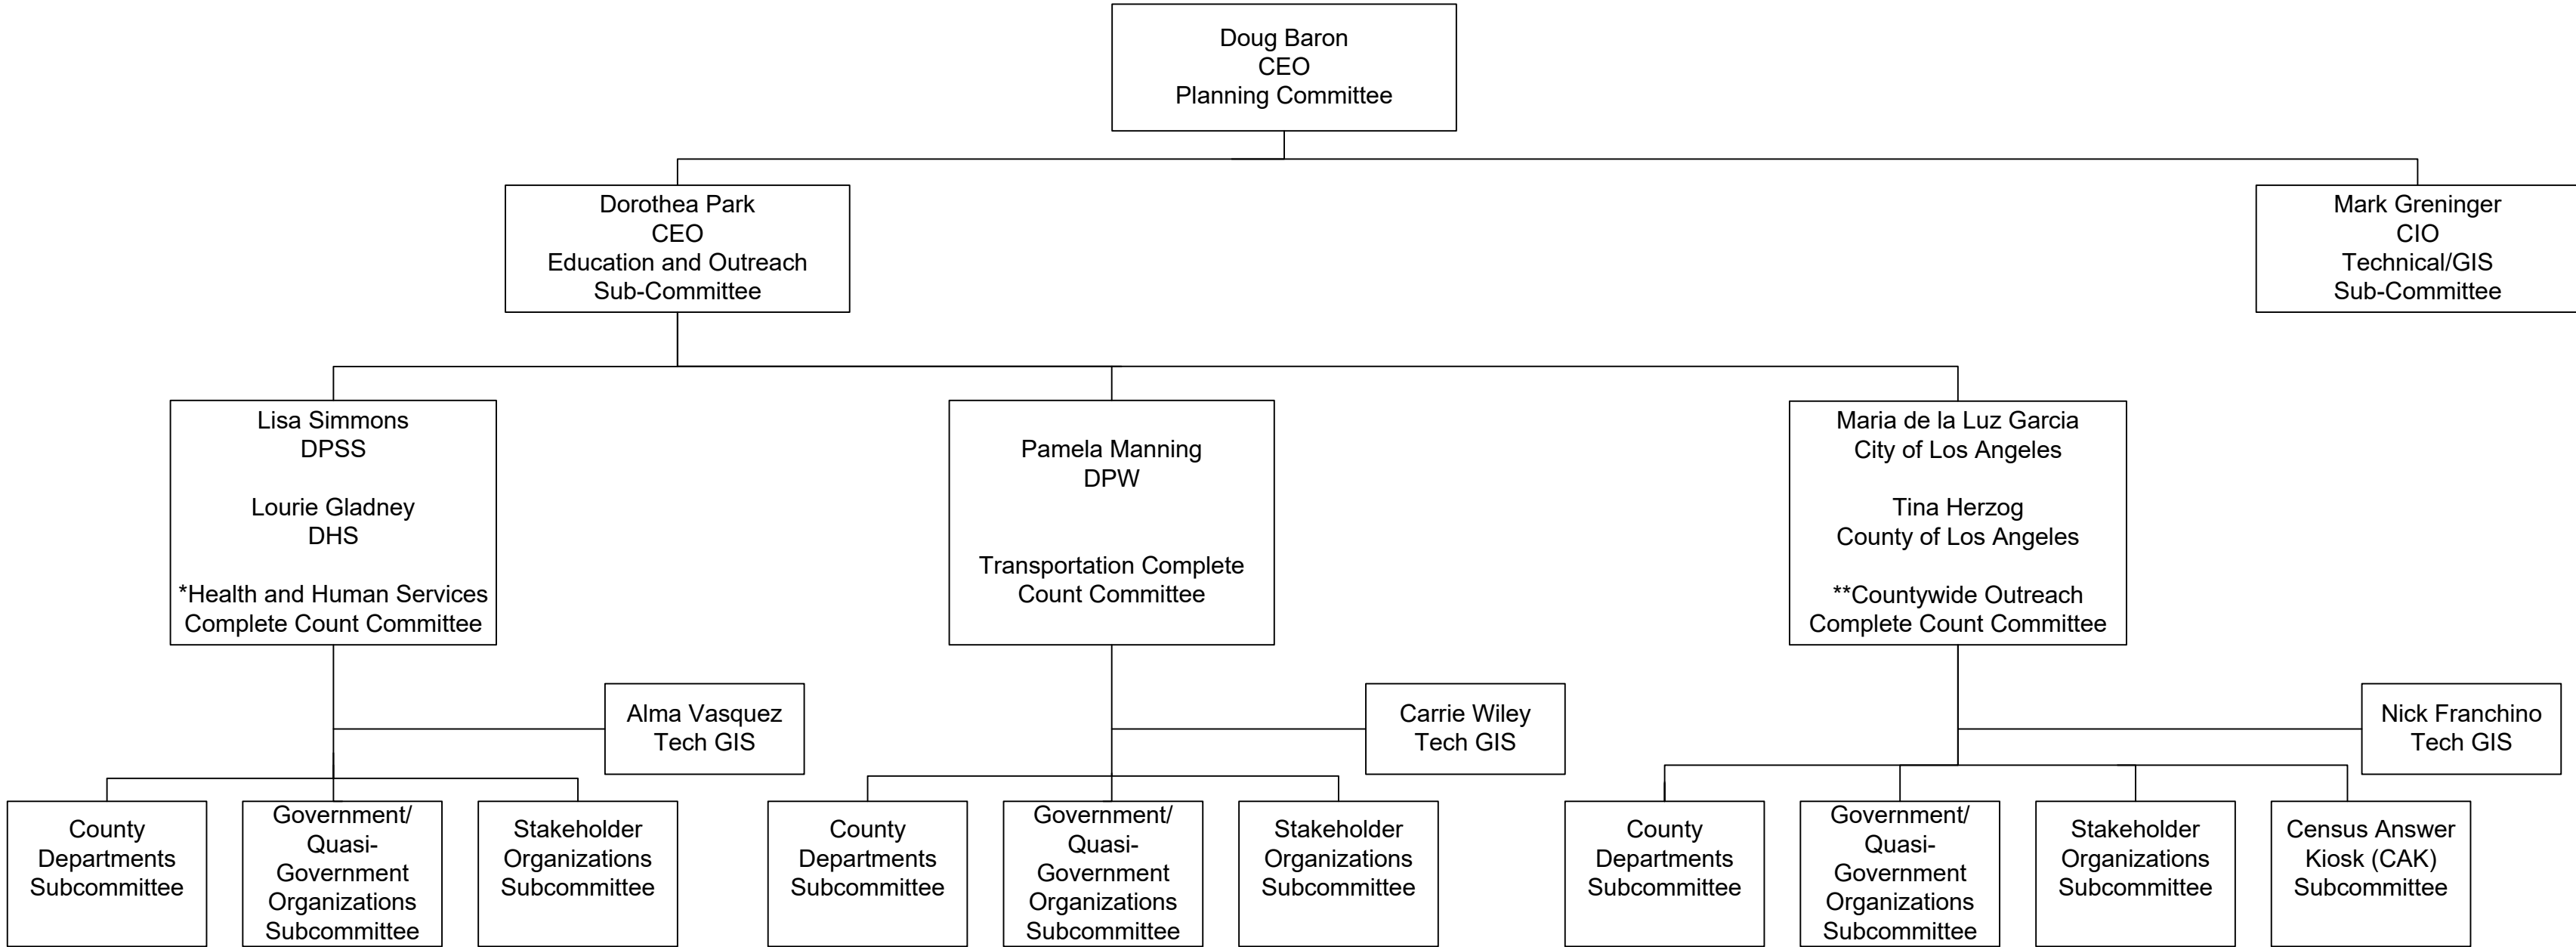 Doug Baron
CEO
Planning Committee
Dorothea Park
CEO
Education and Outreach
Sub-Committee
Mark Greninger
CIO
Technical/GIS
Sub-Committee
Lisa Simmons
DPSS
Lourie Gladney
DHS
*Health and Human Services
Complete Count Committee
Pamela Manning
DPW
Transportation Complete
Count Committee
Maria de la Luz Garcia
City of Los Angeles
Tina Herzog
County of Los Angeles
**Countywide Outreach
Complete Count Committee
Alma Vasquez
Tech GIS
Carrie Wiley
Tech GIS
Nick Franchino
Tech GIS
County
Departments
Subcommittee
Government/
Quasi-
Government
Organizations
Subcommittee
Stakeholder
Organizations
Subcommittee
County
Departments
Subcommittee
Government/
Quasi-
Government
Organizations
Subcommittee
Stakeholder
Organizations
Subcommittee
County
Departments
Subcommittee
Government/
Quasi-
Government
Organizations
Subcommittee
Stakeholder
Organizations
Subcommittee
Census Answer
Kiosk (CAK)
Subcommittee